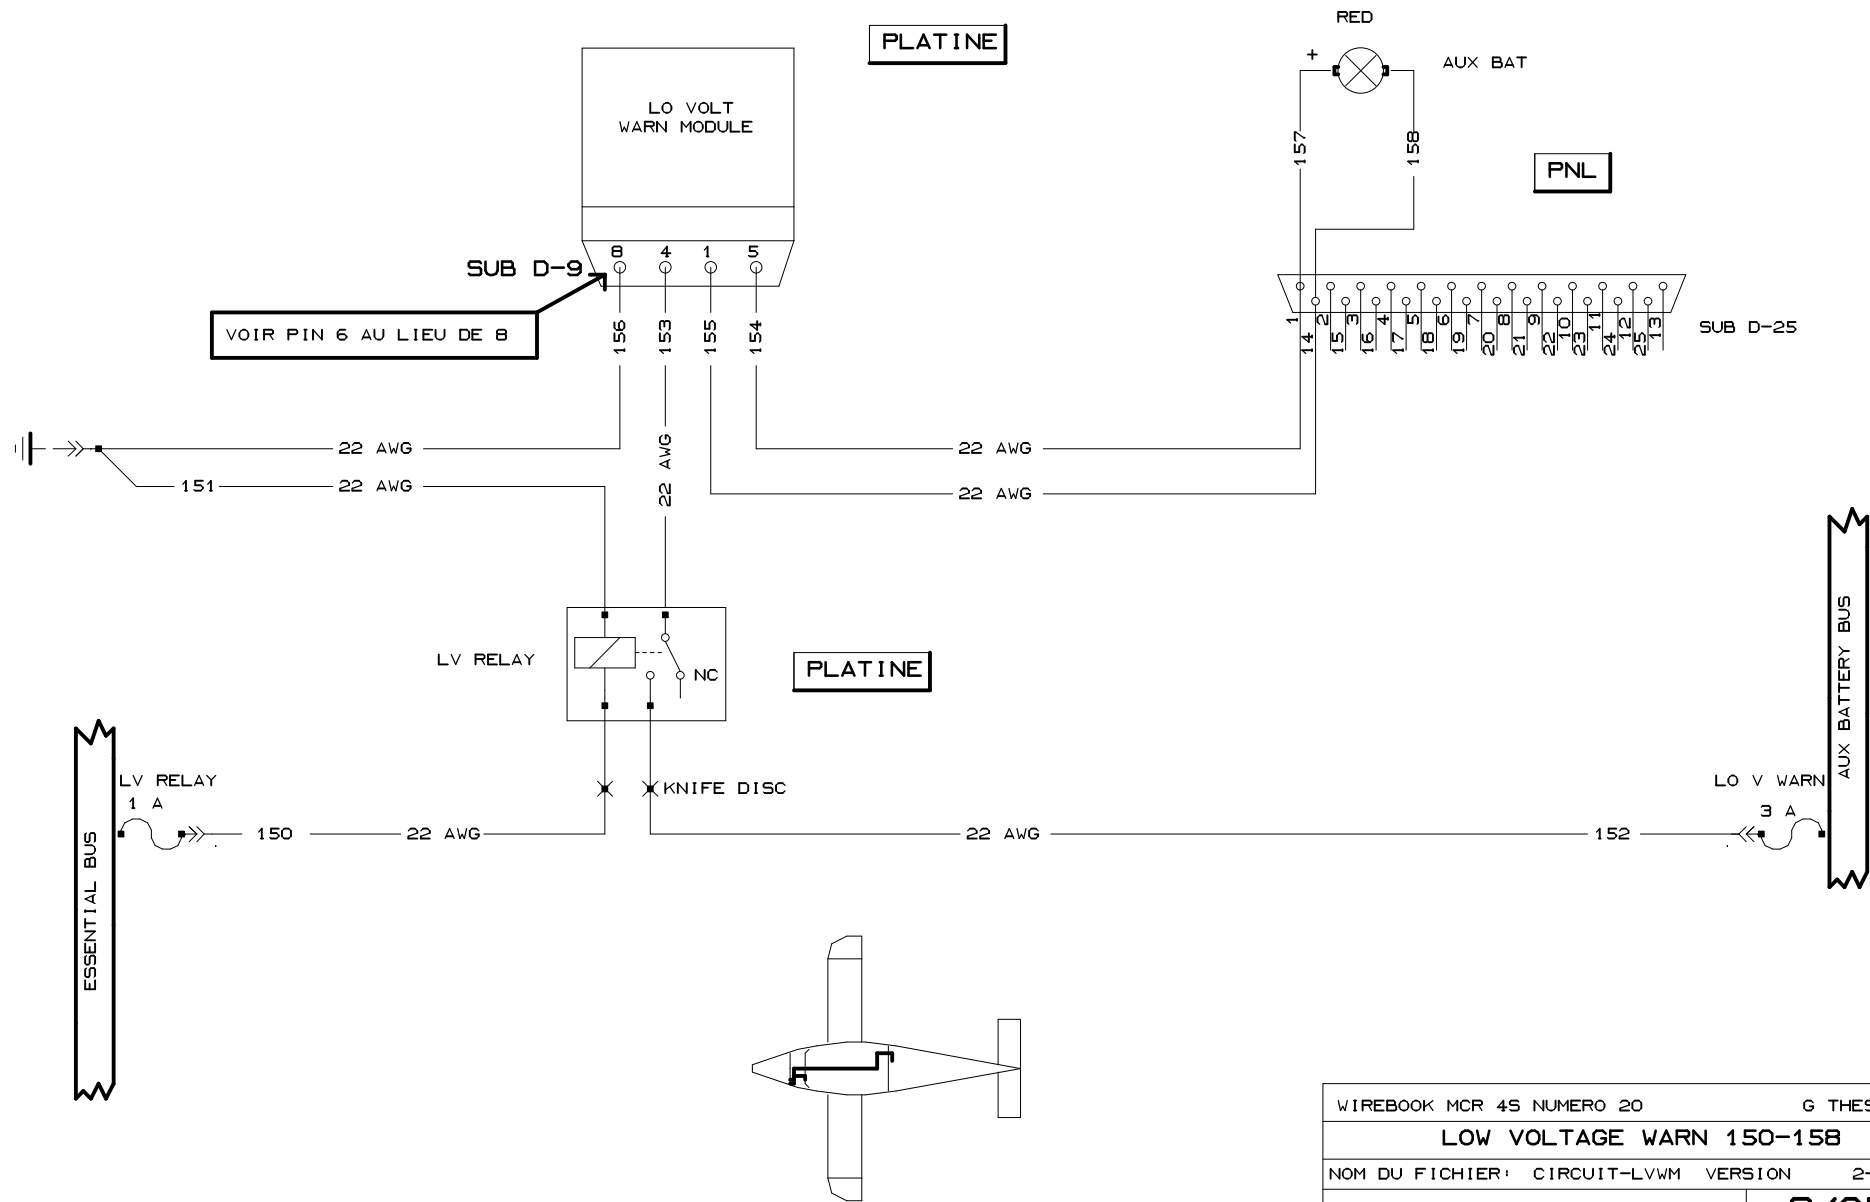 RED
PLATINE
AUX BAT
+
LO VOLT
WARN MODULE
157
158
PNL
8 4 1 5
SUB D-9
VOIR PIN 6 AU LIEU DE 8
156
153
155
154
1 2 3 4 5 6 7 8 9 10 11 12 13
14 15 16 17 18 19 20 21 22 23 24 25
SUB D-25
22 AWG
22 AWG
22 AWG
151
22 AWG
22 AWG
LV RELAY
NC
PLATINE
AUX BATTERY BUS
LV RELAY
1 A
KNIFE DISC
LO V WARN
3 A
150
22 AWG
22 AWG
152
ESSENTIAL BUS
WIREBOOK MCR 4S NUMERO 20 G THES
LOW VOLTAGE WARN 150-158
NOM DU FICHIER: CIRCUIT-LVWM VERSION 2-